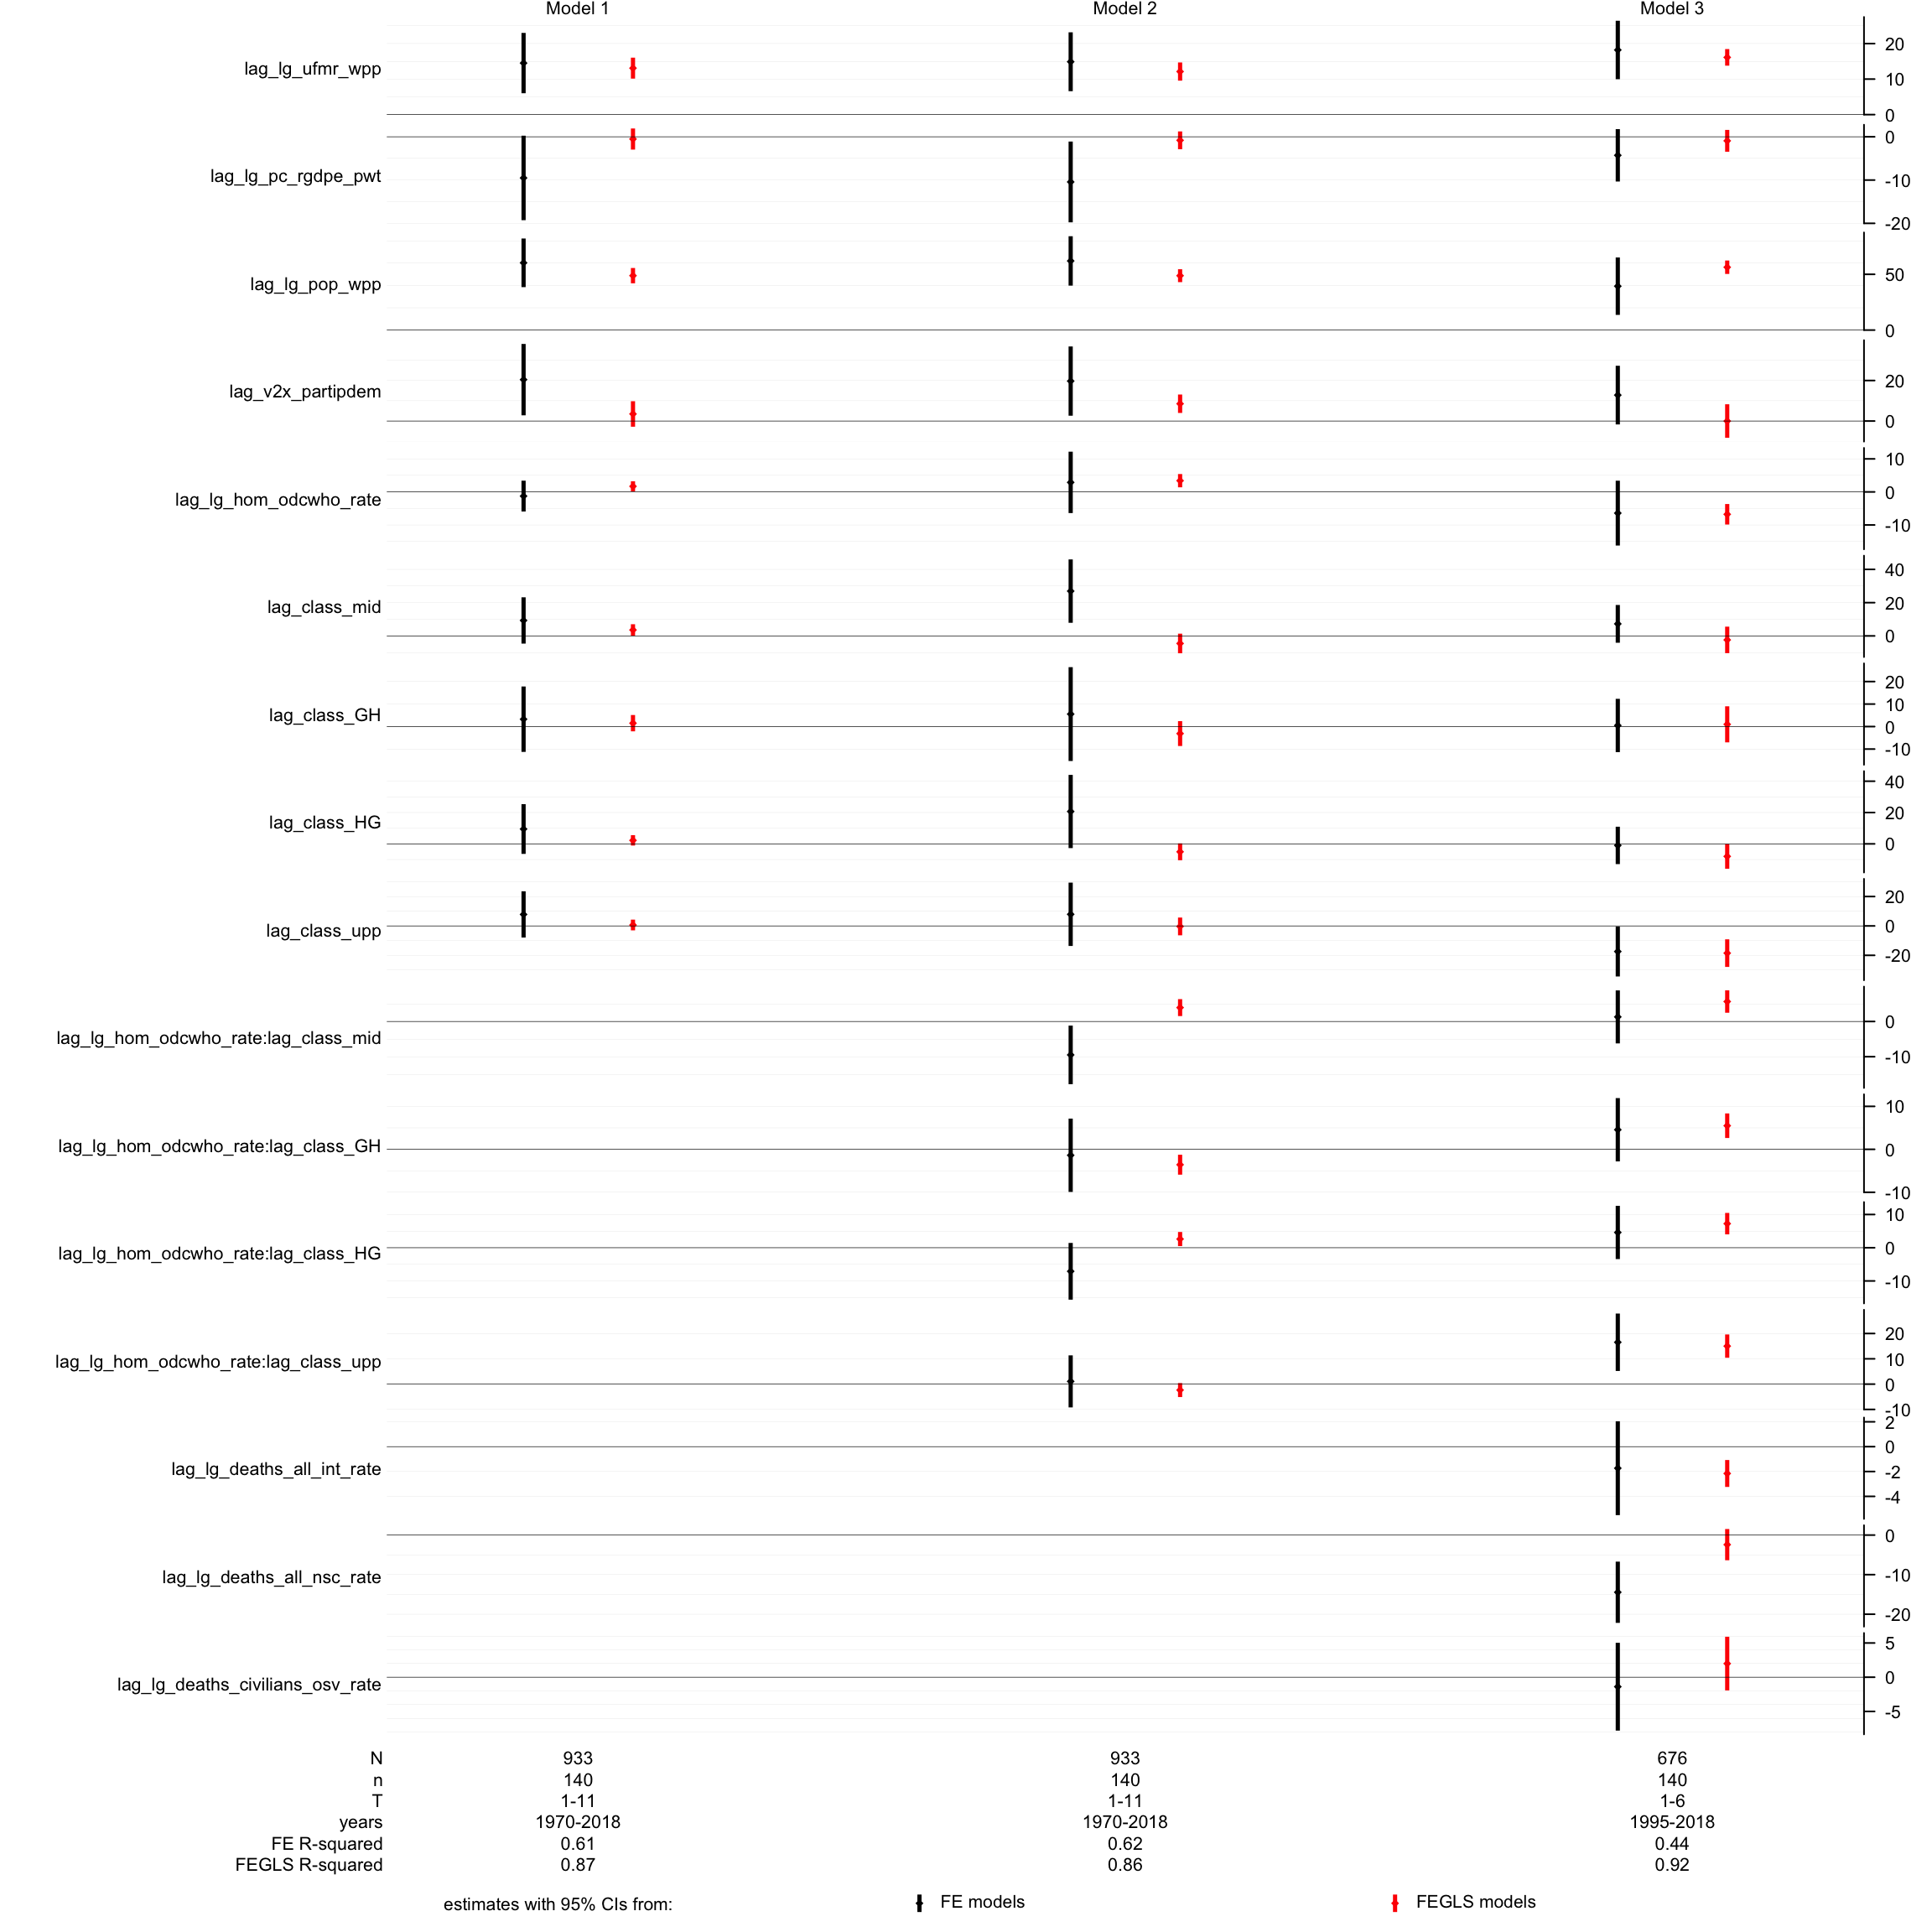 Model 1 Model 2 Model 3
lag_lg_ufmr_wpp
20
10
0
lag_lg_pc_rgdpe_pwt
0
-10
-20
lag_lg_pop_wpp
50
0
lag_v2x_partipdem
20
0
lag_lg_hom_odcwho_rate
10
0
-10
lag_class_mid
40
20
0
lag_class_GH
20
10
0
-10
lag_class_HG
40
20
0
lag_class_upp
20
0
-20
lag_lg_hom_odcwho_rate:lag_class_mid
0
-10
lag_lg_hom_odcwho_rate:lag_class_GH
10
0
-10
lag_lg_hom_odcwho_rate:lag_class_HG
10
0
-10
lag_lg_hom_odcwho_rate:lag_class_upp
20
10
0
-10
lag_lg_deaths_all_int_rate
2
0
-2
-4
lag_lg_deaths_all_nsc_rate
0
-10
-20
lag_lg_deaths_civilians_osv_rate
5
0
-5
N 933 933 676
n 140 140 140
T 1-11 1-11 1-6
years 1970-2018 1970-2018 1995-2018
FE R-squared 0.61 0.62 0.44
FEGLS R-squared 0.87 0.86 0.92
estimates with 95% CIs from: FE models FEGLS models